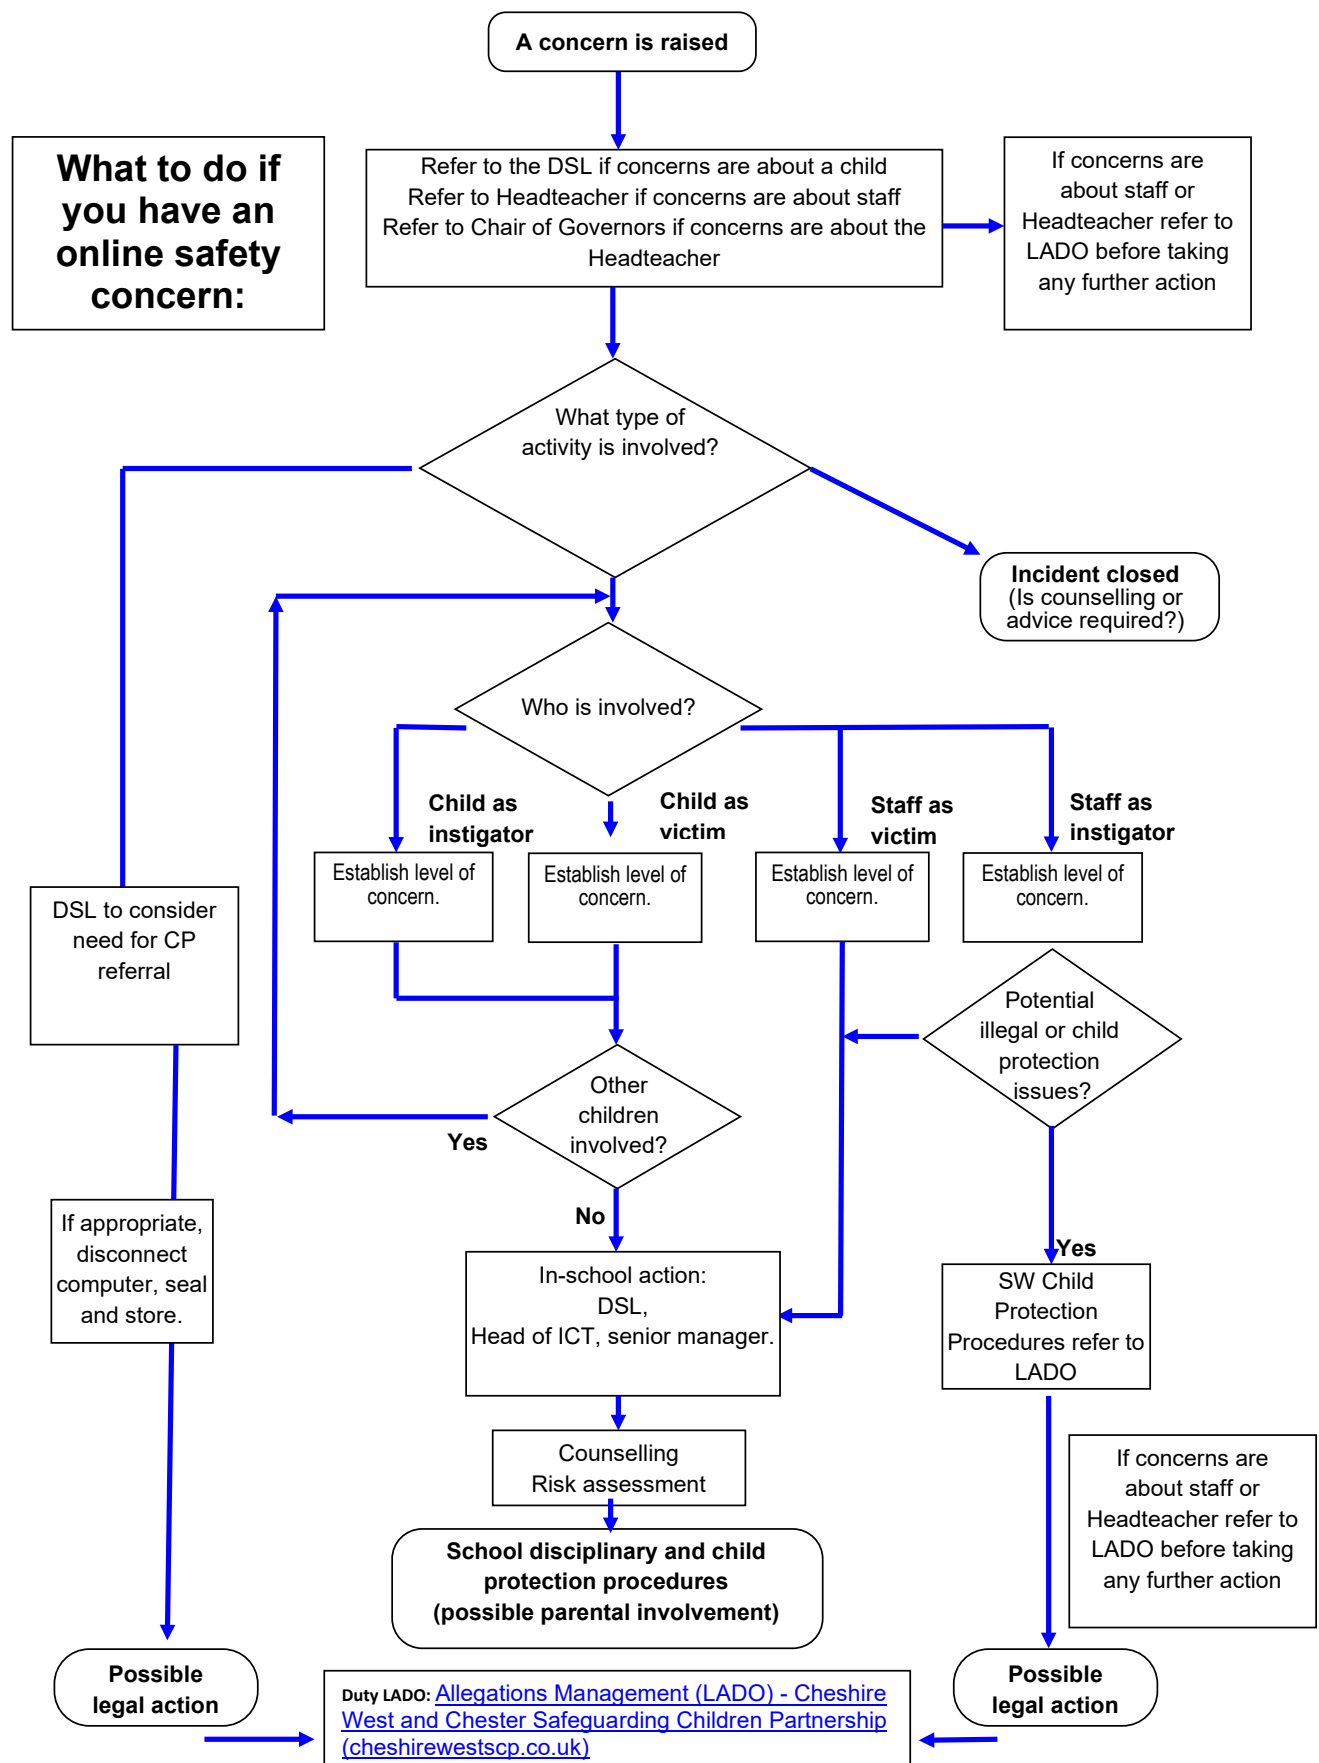 A concern is raised
What to do if
you have an
online safety
concern:
Refer to the DSL if concerns are about a child
Refer to Headteacher if concerns are about staff
Refer to Chair of Governors if concerns are about the
Headteacher
If concerns are
about staff or
Headteacher refer to
LADO before taking
any further action
What type of
activity is involved?
Incident closed
(Is counselling or
advice required?)
Who is involved?
Child as
instigator
Child as
victim
Staff as
victim
Staff as
instigator
Establish level of
concern.
Establish level of
concern.
Establish level of
concern.
Establish level of
concern.
DSL to consider
need for CP
referral
Potential
illegal or child
protection
issues?
Other
children
involved?
Yes
No
If appropriate,
disconnect
computer, seal
and store.
Yes
In-school action:
DSL,
Head of ICT, senior manager.
SW Child
Protection
Procedures refer to
LADO
Counselling
Risk assessment
If concerns are
about staff or
Headteacher refer to
LADO before taking
any further action
School disciplinary and child
protection procedures
(possible parental involvement)
Possible
legal action
Possible
legal action
Duty LADO: Allegations Management (LADO) - Cheshire
West and Chester Safeguarding Children Partnership
(cheshirewestscp.co.uk)